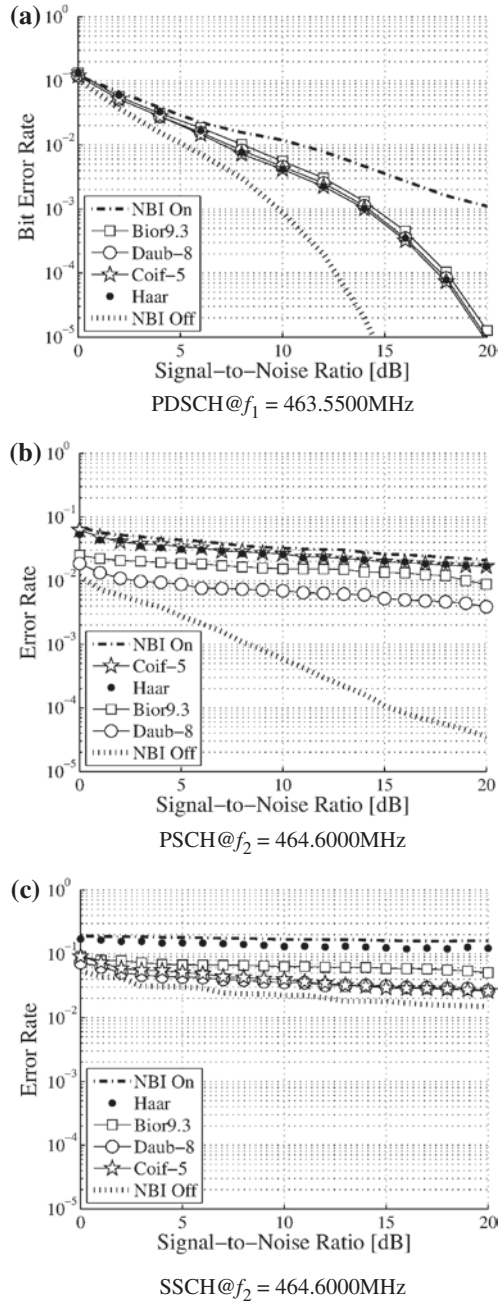 (a)
10⁰
10⁻¹
10⁻²
10⁻³
10⁻⁴
10⁻⁵
Bit Error Rate
NBI On
Bior9.3
Daub-8
Coif-5
Haar
NBI Off
0 5 10 15 20
Signal-to-Noise Ratio [dB]
PDSCH@f₁ = 463.5500MHz
(b)
10⁰
10⁻¹
10⁻²
10⁻³
10⁻⁴
10⁻⁵
Error Rate
NBI On
Coif-5
Haar
Bior9.3
Daub-8
NBI Off
0 5 10 15 20
Signal-to-Noise Ratio [dB]
PSCH@f₂ = 464.6000MHz
(c)
10⁰
10⁻¹
10⁻²
10⁻³
10⁻⁴
10⁻⁵
Error Rate
NBI On
Haar
Bior9.3
Daub-8
Coif-5
NBI Off
0 5 10 15 20
Signal-to-Noise Ratio [dB]
SSCH@f₂ = 464.6000MHz